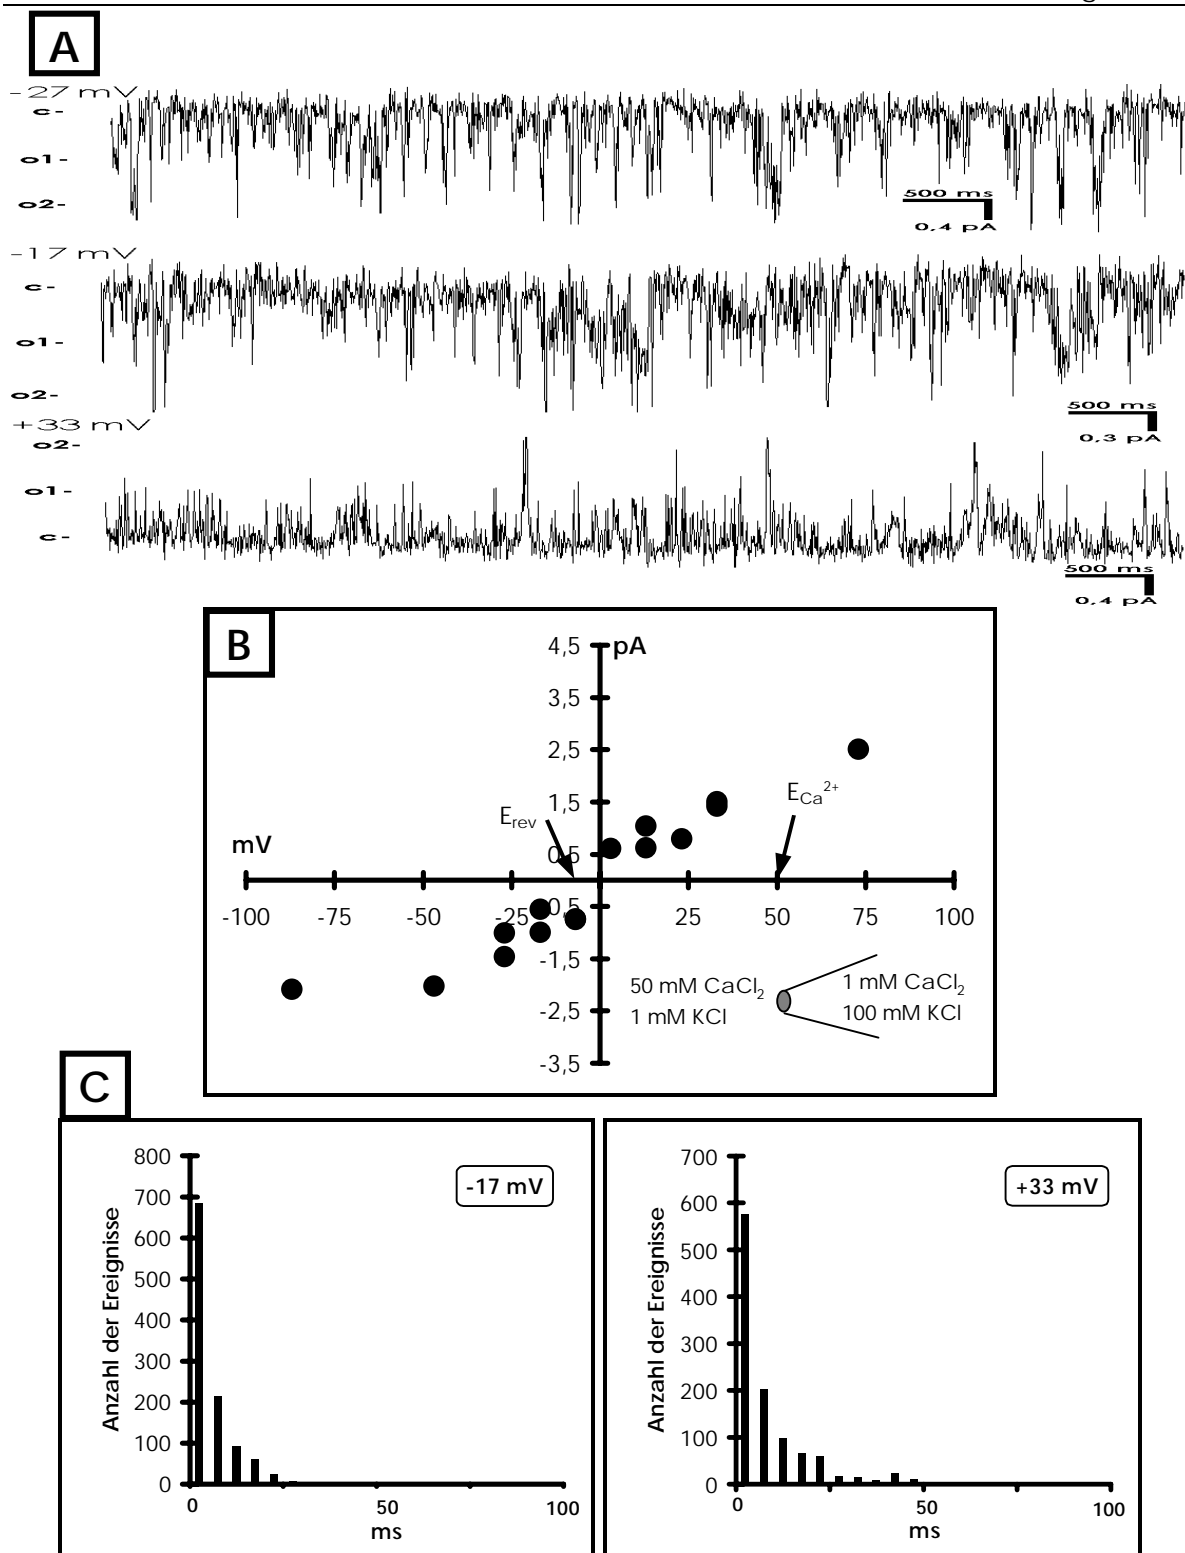 A
-27 mV
c-
o1-
o2-
500 ms
0,4 pA
-17 mV
c-
o1-
o2-
500 ms
0,3 pA
+33 mV
o2-
o1-
c-
500 ms
0,4 pA
B
4,5
pA
3,5
2,5
1,5
0,5
E_rev
E_Ca²⁺
mV
-100 -75 -50 -25 25 50 75 100
-0,5
-1,5
-2,5
-3,5
50 mM CaCl₂
1 mM KCl
1 mM CaCl₂
100 mM KCl
C
Anzahl der Ereignisse
800
700
600
500
400
300
200
100
0
-17 mV
0 50 100
ms
Anzahl der Ereignisse
700
600
500
400
300
200
100
0
+33 mV
0 50 100
ms